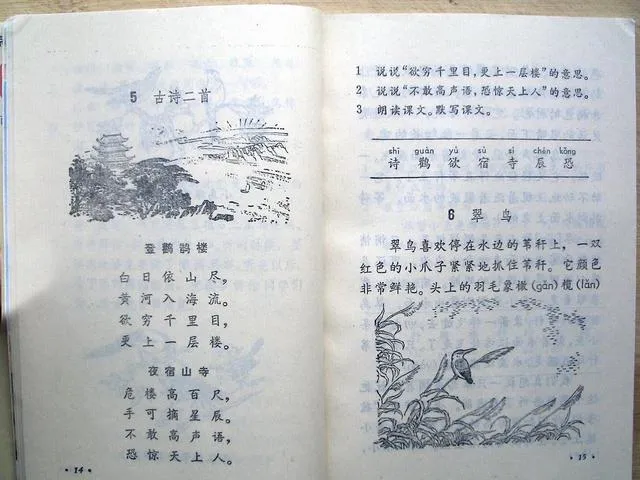 5 古诗二首
登鹳鹊楼
白日依山尽，
黄河入海流。
欲穷千里目，
更上一层楼。
夜宿山寺
危楼高百尺，
手可摘星辰。
不敢高声语，
恐惊天上人。
·14·
1 说说“欲穷千里目，更上一层楼”的意思。
2 说说“不敢高声语，恐惊天上人”的意思。
3 朗读课文。默写课文。
shī guàn yù sù sì chén kǒng
诗 鹳 欲 宿 寺 辰 恐
6 翠鸟
翠鸟喜欢停在水边的苇秆上，一双
红色的小爪子紧紧地抓住苇秆。它颜色
非常鲜艳。头上的羽毛象橄(gǎn)榄(lǎn)
·15·